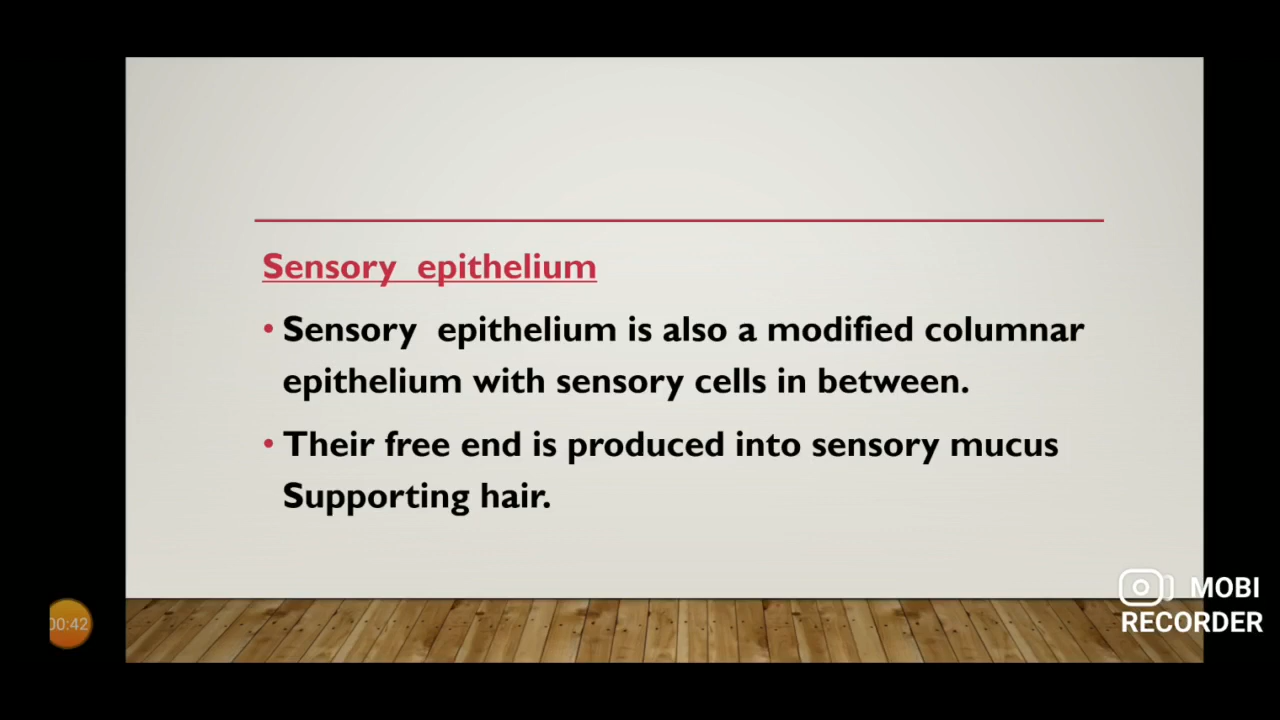 Sensory epithelium
• Sensory epithelium is also a modified columnar
epithelium with sensory cells in between.
• Their free end is produced into sensory mucus
Supporting hair.
00:42
MOBI
RECORDER